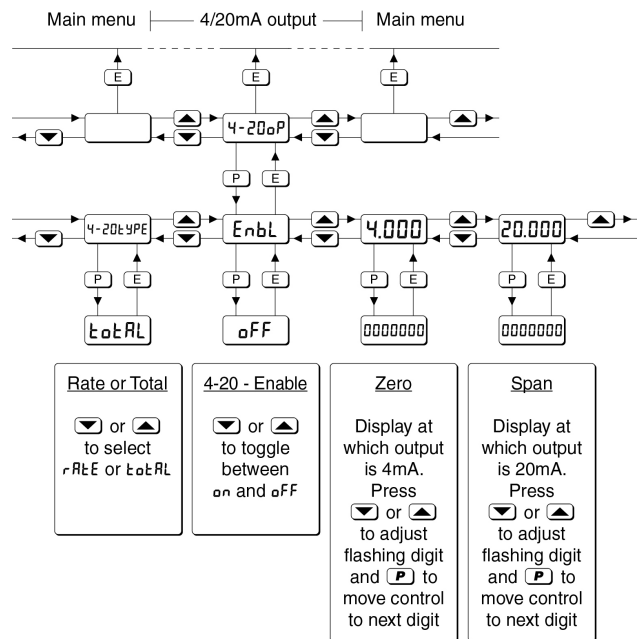 Main menu 4/20mA output Main menu
E E E
4-20oP
P E
4-20tYPE EnbL 4.000 20.000
P E P E P E P E
totAL oFF 0000000 0000000
Rate or Total
or
to select
rAtE or totAL
4-20 - Enable
or
to toggle
between
on and oFF
Zero
Display at
which output
is 4mA.
Press
or
to adjust
flashing digit
and P to
move control
to next digit
Span
Display at
which output
is 20mA.
Press
or
to adjust
flashing digit
and P to
move control
to next digit